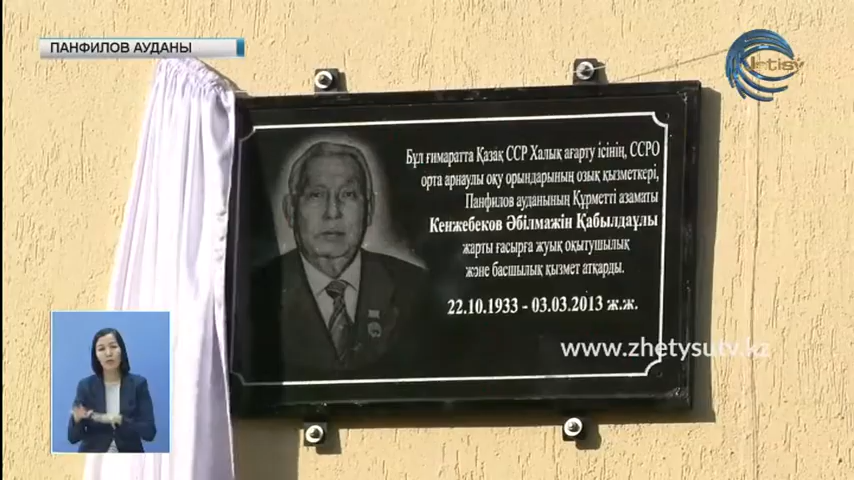 ПАНФИЛОВ АУДАНЫ
Jetisy
Бұл ғимаратта Қазақ ССР Халық ағарту ісінің, ССРО
орта арнаулы оқу орындарының озық қызметкері,
Панфилов ауданының Құрметті азаматы
Кенжебеков Әбілмажін Қабылдаұлы
жарты ғасырға жуық оқытушылық
және басшылық қызмет атқарды.
22.10.1933 - 03.03.2013 ж.ж.
www.zhetysutv.kz